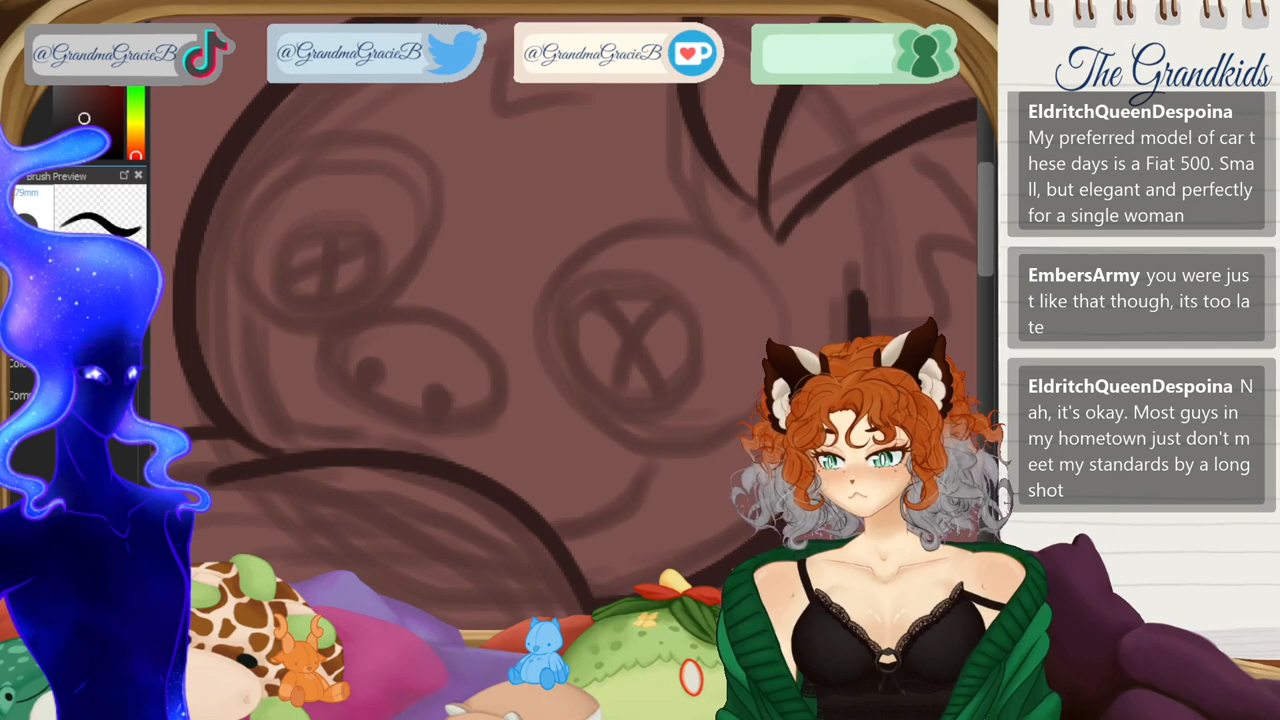 @GrandmaGracieB
@GrandmaGracieB
@GrandmaGracieB
The Grandkids
Brush Preview
79mm
EldritchQueenDespoina
My preferred model of car t
hese days is a Fiat 500. Sma
ll, but elegant and perfectly
for a single woman
EmbersArmy you were jus
t like that though, its too la
te
EldritchQueenDespoina N
ah, it's okay. Most guys in
my hometown just don't m
eet my standards by a long
shot